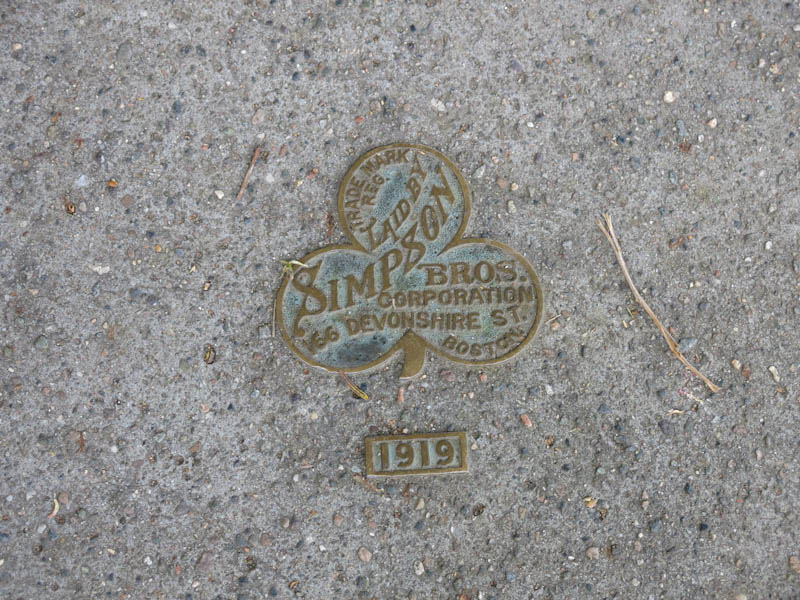 TRADE MARK
REG
LAID BY
SIMPSON
BROS.
CORPORATION
166 DEVONSHIRE ST.
BOSTON.
1919